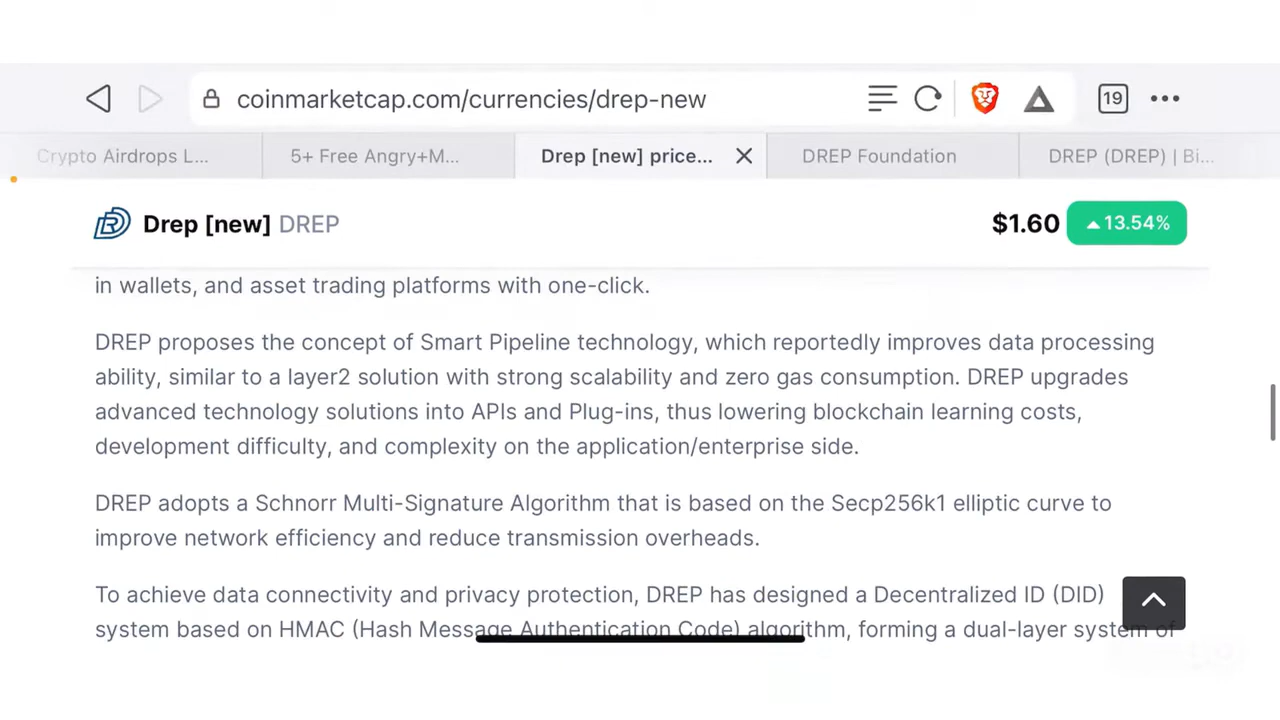 coinmarketcap.com/currencies/drep-new
19
Crypto Airdrops L...
5+ Free Angry+M...
Drep [new] price...
DREP Foundation
DREP (DREP) | Bi...
Drep [new] DREP
$1.60
13.54%
in wallets, and asset trading platforms with one-click.
DREP proposes the concept of Smart Pipeline technology, which reportedly improves data processing
ability, similar to a layer2 solution with strong scalability and zero gas consumption. DREP upgrades
advanced technology solutions into APIs and Plug-ins, thus lowering blockchain learning costs,
development difficulty, and complexity on the application/enterprise side.
DREP adopts a Schnorr Multi-Signature Algorithm that is based on the Secp256k1 elliptic curve to
improve network efficiency and reduce transmission overheads.
To achieve data connectivity and privacy protection, DREP has designed a Decentralized ID (DID)
system based on HMAC (Hash Message Authentication Code) algorithm, forming a dual-layer system of